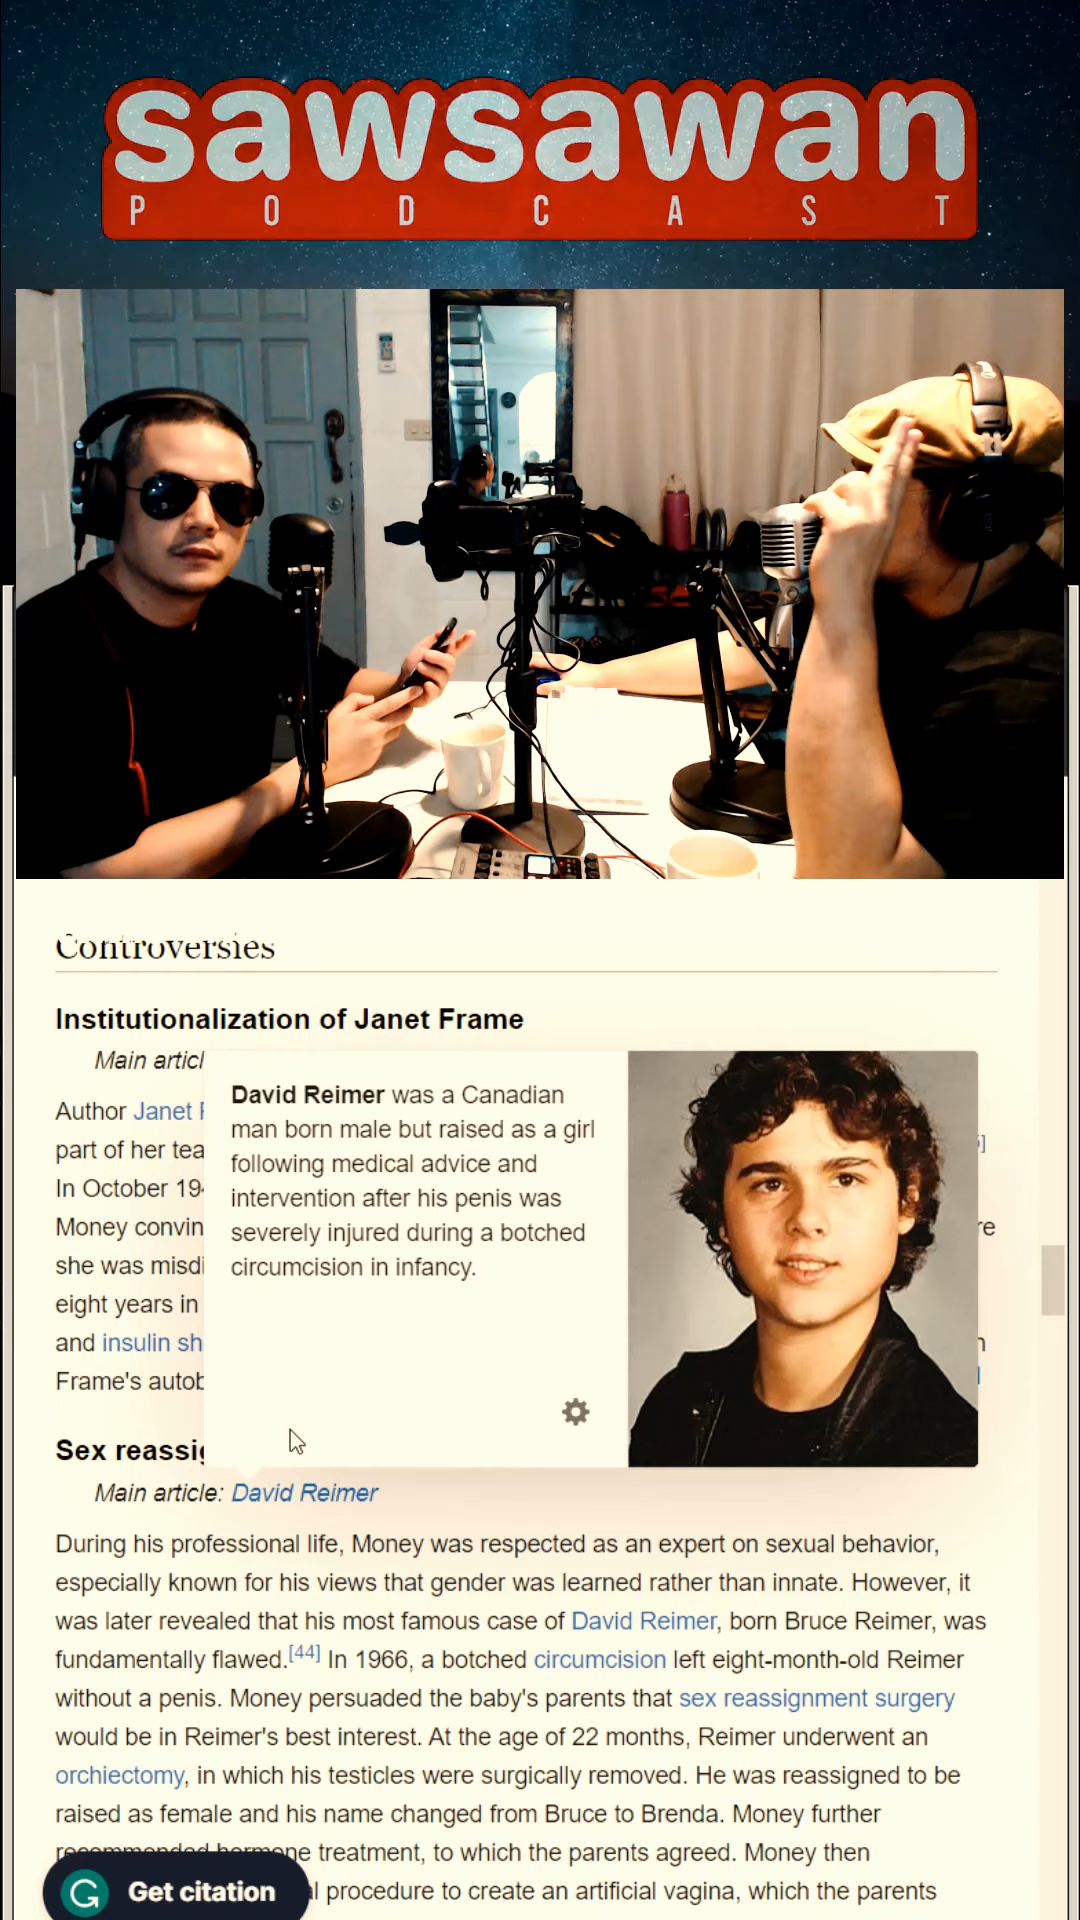 sawsawan
PODCAST
Controversies
Institutionalization of Janet Frame
Main articl
David Reimer was a Canadian
man born male but raised as a girl
following medical advice and
intervention after his penis was
severely injured during a botched
circumcision in infancy.
Author Janet
part of her tea
In October 19
Money convin
she was misdi
eight years in
and insulin sh
Frame's autob
Sex reassig
Main article: David Reimer
During his professional life, Money was respected as an expert on sexual behavior,
especially known for his views that gender was learned rather than innate. However, it
was later revealed that his most famous case of David Reimer, born Bruce Reimer, was
fundamentally flawed.[44] In 1966, a botched circumcision left eight-month-old Reimer
without a penis. Money persuaded the baby's parents that sex reassignment surgery
would be in Reimer's best interest. At the age of 22 months, Reimer underwent an
orchiectomy, in which his testicles were surgically removed. He was reassigned to be
raised as female and his name changed from Bruce to Brenda. Money further
recommended hormone treatment, to which the parents agreed. Money then
procedure to create an artificial vagina, which the parents
Get citation